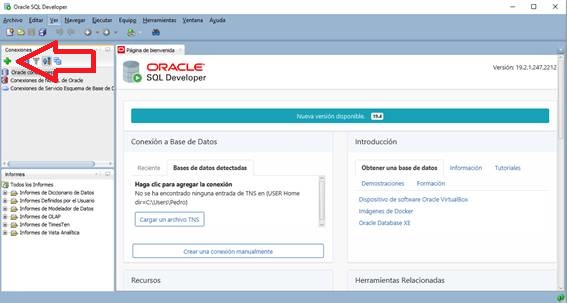 Oracle SQL Developer
Archivo Editar Ver Navegar Ejecutar Equipo Herramientas Ventana Ayuda
Conexiones
Página de bienvenida
Oracle
Conexiones de de Oracle
Conexiones de Servicio Esquema de Base de D
ORACLE
SQL Developer
Versión: 19.2.1.247.2212
Nueva versión disponible. 19.4
Conexión a Base de Datos
Reciente Bases de datos detectadas
Haga clic para agregar la conexión
No se ha encontrado ninguna entrada de TNS en (USER Home
dir=C:\Users\Pedro)
Cargar un archivo TNS
Crear una conexión manualmente
Recursos
Introducción
Obtener una base de datos Información Tutoriales
Demostraciones Formación
Dispositivo de software Oracle VirtualBox
Imágenes de Docker
Oracle Database XE
Herramientas Relacionadas
Informes
Todos los Informes
Informes de Diccionario de Datos
Informes Definidos por el Usuario
Informes de Modelador de Datos
Informes de OLAP
Informes de TimesTen
Informes de Vista Analítica